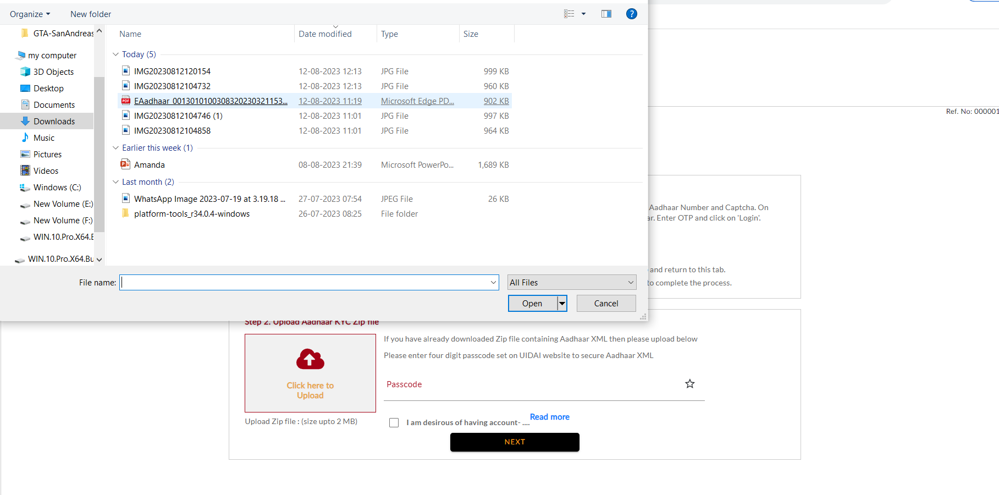 Organize New folder
?
GTA-SanAndreas
my computer
3D Objects
Desktop
Documents
Downloads
Music
Pictures
Videos
Windows (C:)
New Volume (E:)
New Volume (F:)
WIN.10.Pro.X64.E
WIN.10.Pro.X64.Bu
Name Date modified Type Size
Today (5)
IMG20230812120154 12-08-2023 12:13 JPG File 999 KB
IMG20230812104732 12-08-2023 12:13 JPG File 960 KB
PDF EAadhaar_0013010100308320230321153... 12-08-2023 11:19 Microsoft Edge PD... 902 KB
IMG20230812104746 (1) 12-08-2023 11:01 JPG File 997 KB
IMG20230812104858 12-08-2023 11:01 JPG File 964 KB
Earlier this week (1)
Amanda 08-08-2023 21:39 Microsoft PowerPo... 1,689 KB
Last month (2)
WhatsApp Image 2023-07-19 at 3.19.18 ... 27-07-2023 07:54 JPEG File 26 KB
platform-tools_r34.0.4-windows 26-07-2023 08:25 File folder
File name: All Files
Open Cancel
Ref. No: 000001
Aadhaar Number and Captcha. On
ar. Enter OTP and click on 'Login'.
and return to this tab.
to complete the process.
Step 2. Upload Aadhaar KYC Zip file
Click here to
Upload
Upload Zip file : (size upto 2 MB)
If you have already downloaded Zip file containing Aadhaar XML then please upload below
Please enter four digit passcode set on UIDAI website to secure Aadhaar XML
Passcode
I am desirous of having account- .... Read more
NEXT